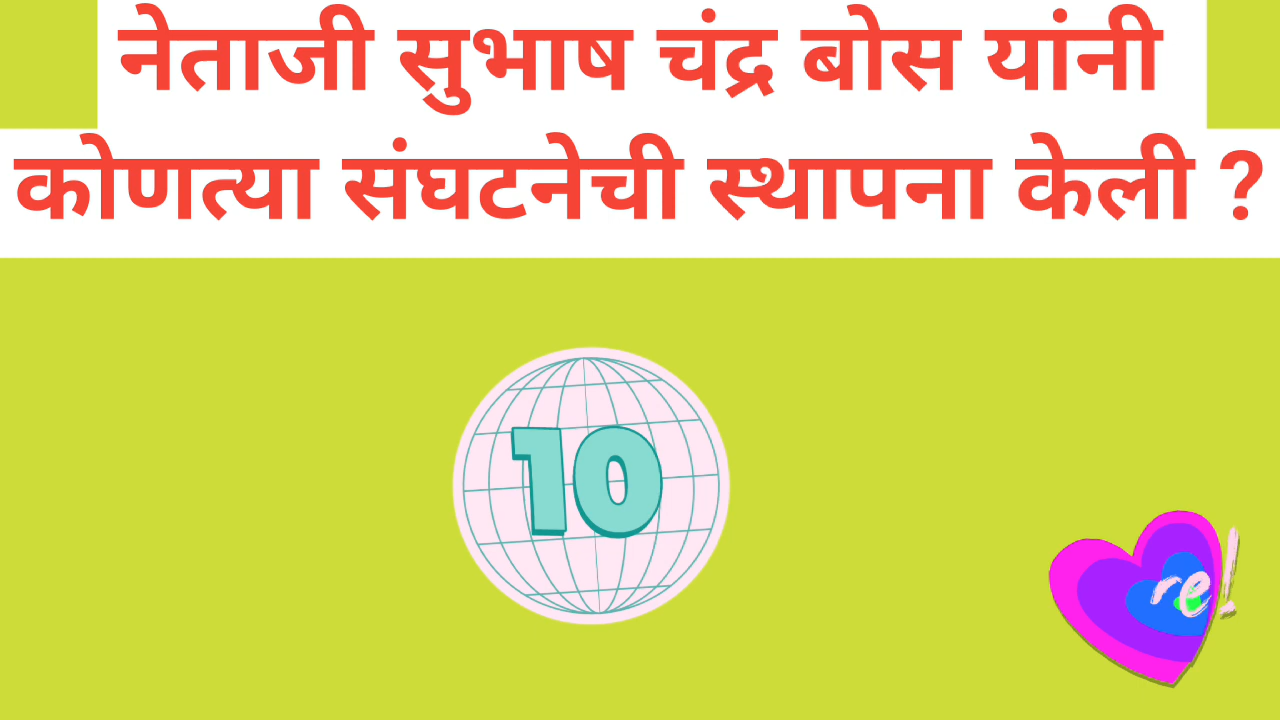 नेताजी सुभाष चंद्र बोस यांनी
कोणत्या संघटनेची स्थापना केली ?
10
re!